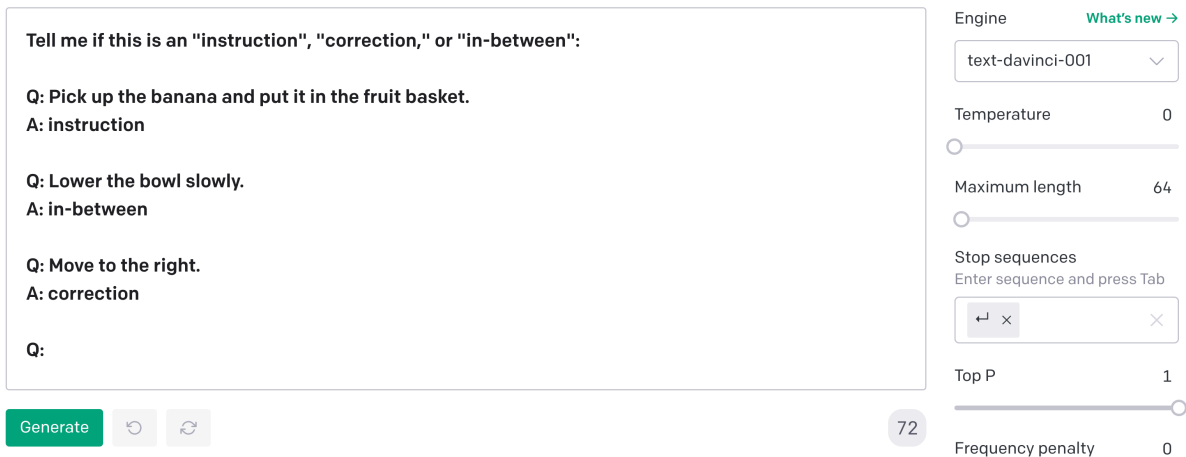 Tell me if this is an "instruction", "correction," or "in-between":
Q: Pick up the banana and put it in the fruit basket.
A: instruction
Q: Lower the bowl slowly.
A: in-between
Q: Move to the right.
A: correction
Q:
Generate
72
Engine
What's new →
text-davinci-001
Temperature 0
Maximum length 64
Stop sequences
Enter sequence and press Tab
↵ ×
Top P 1
Frequency penalty 0